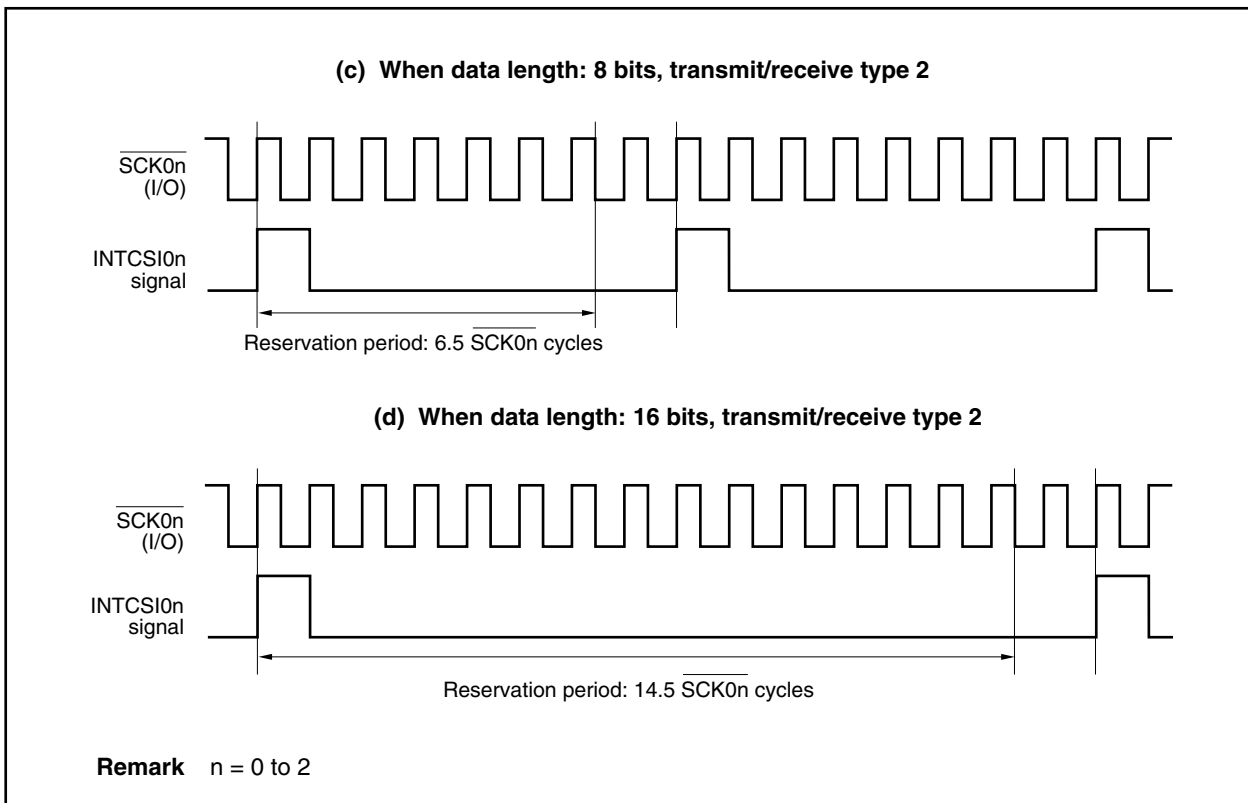 (c) When data length: 8 bits, transmit/receive type 2
SCK0n
(I/O)
INTCSI0n
signal
Reservation period: 6.5 SCK0n cycles
(d) When data length: 16 bits, transmit/receive type 2
SCK0n
(I/O)
INTCSI0n
signal
Reservation period: 14.5 SCK0n cycles
Remark n = 0 to 2